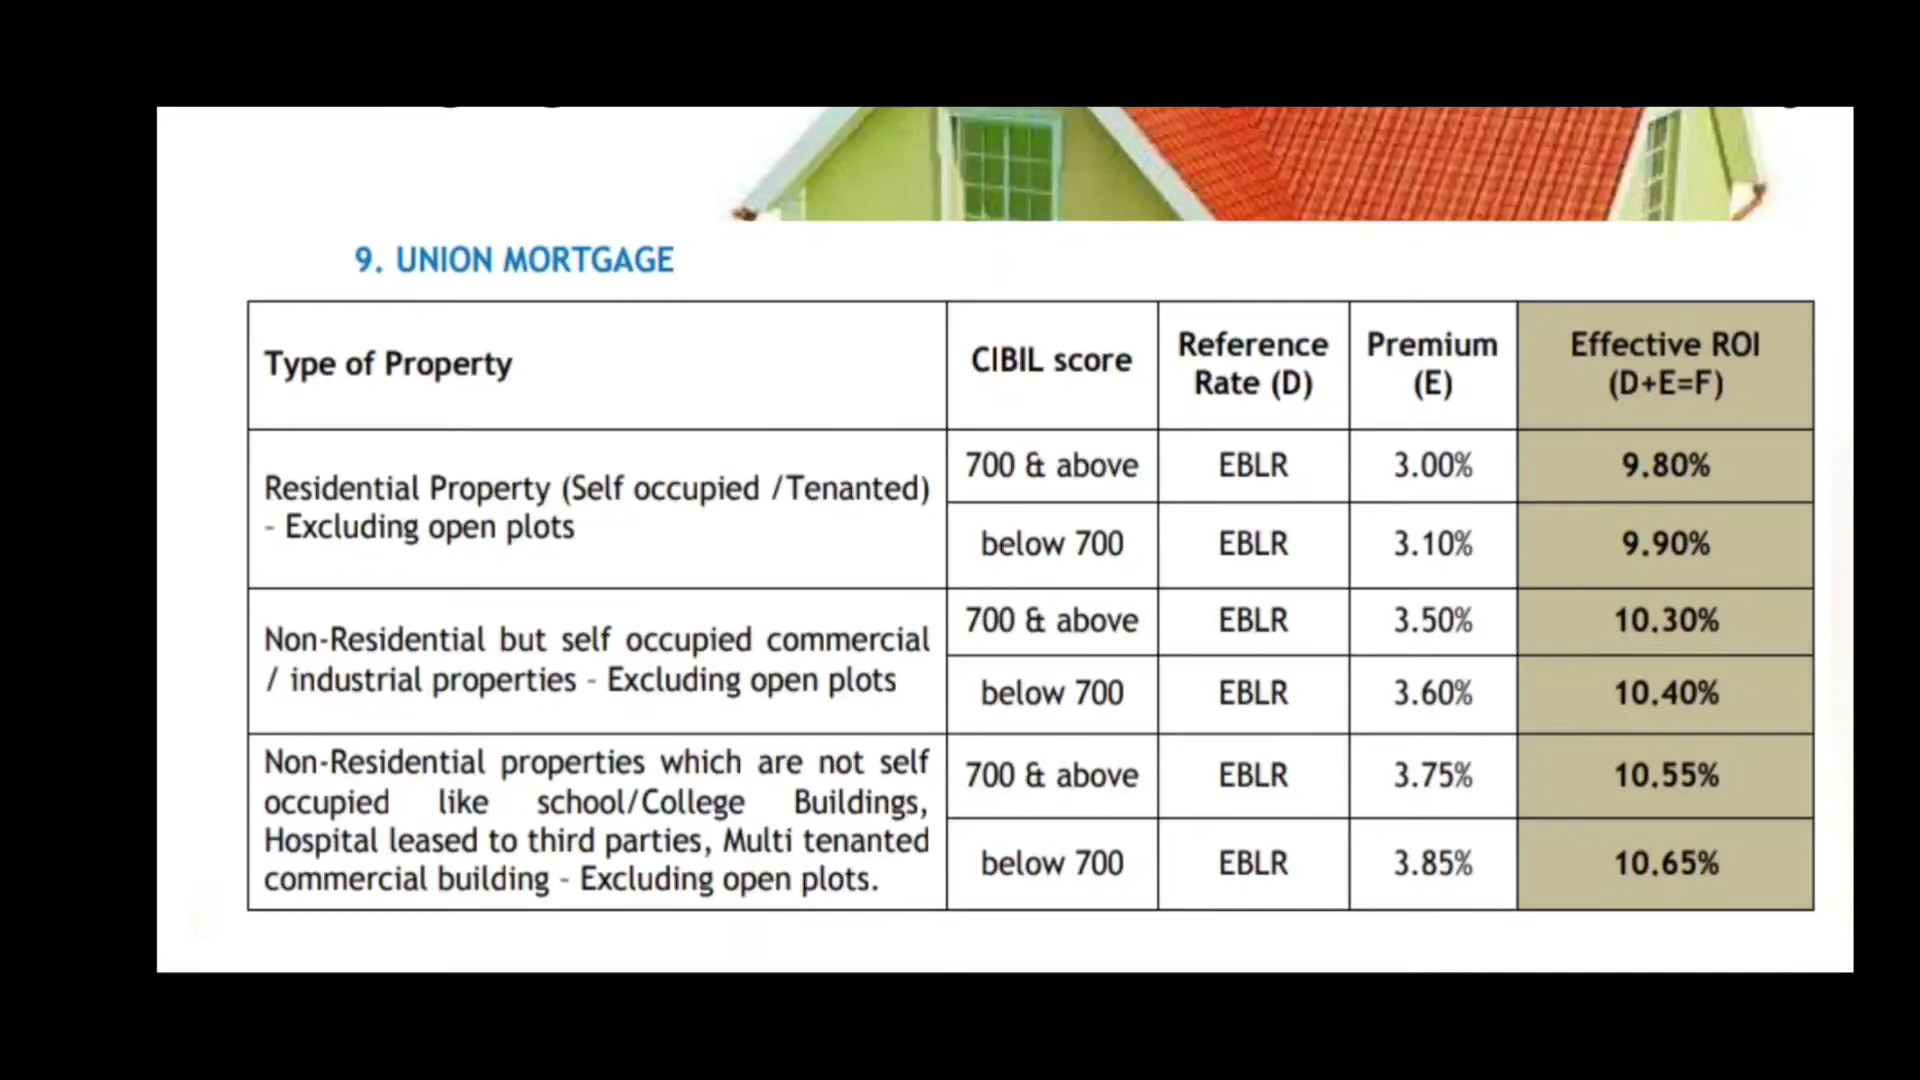 9. UNION MORTGAGE
Type of Property
CIBIL score
Reference
Rate (D)
Premium
(E)
Effective ROI
(D+E=F)
Residential Property (Self occupied /Tenanted)
- Excluding open plots
700 & above
EBLR
3.00%
9.80%
below 700
EBLR
3.10%
9.90%
Non-Residential but self occupied commercial
/ industrial properties - Excluding open plots
700 & above
EBLR
3.50%
10.30%
below 700
EBLR
3.60%
10.40%
Non-Residential properties which are not self
occupied like school/College Buildings,
Hospital leased to third parties, Multi tenanted
commercial building - Excluding open plots.
700 & above
EBLR
3.75%
10.55%
below 700
EBLR
3.85%
10.65%